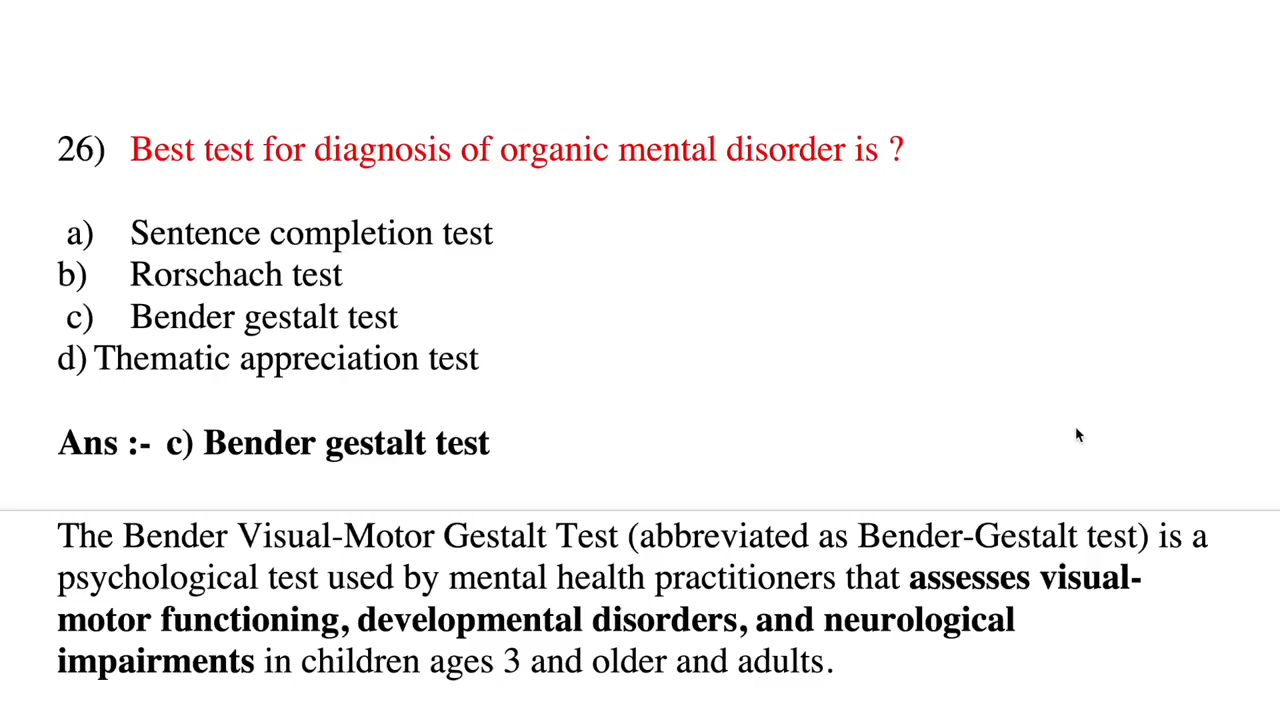 26) Best test for diagnosis of organic mental disorder is ?
a) Sentence completion test
b) Rorschach test
c) Bender gestalt test
d) Thematic appreciation test
Ans :- c) Bender gestalt test
The Bender Visual-Motor Gestalt Test (abbreviated as Bender-Gestalt test) is a
psychological test used by mental health practitioners that assesses visual-
motor functioning, developmental disorders, and neurological
impairments in children ages 3 and older and adults.